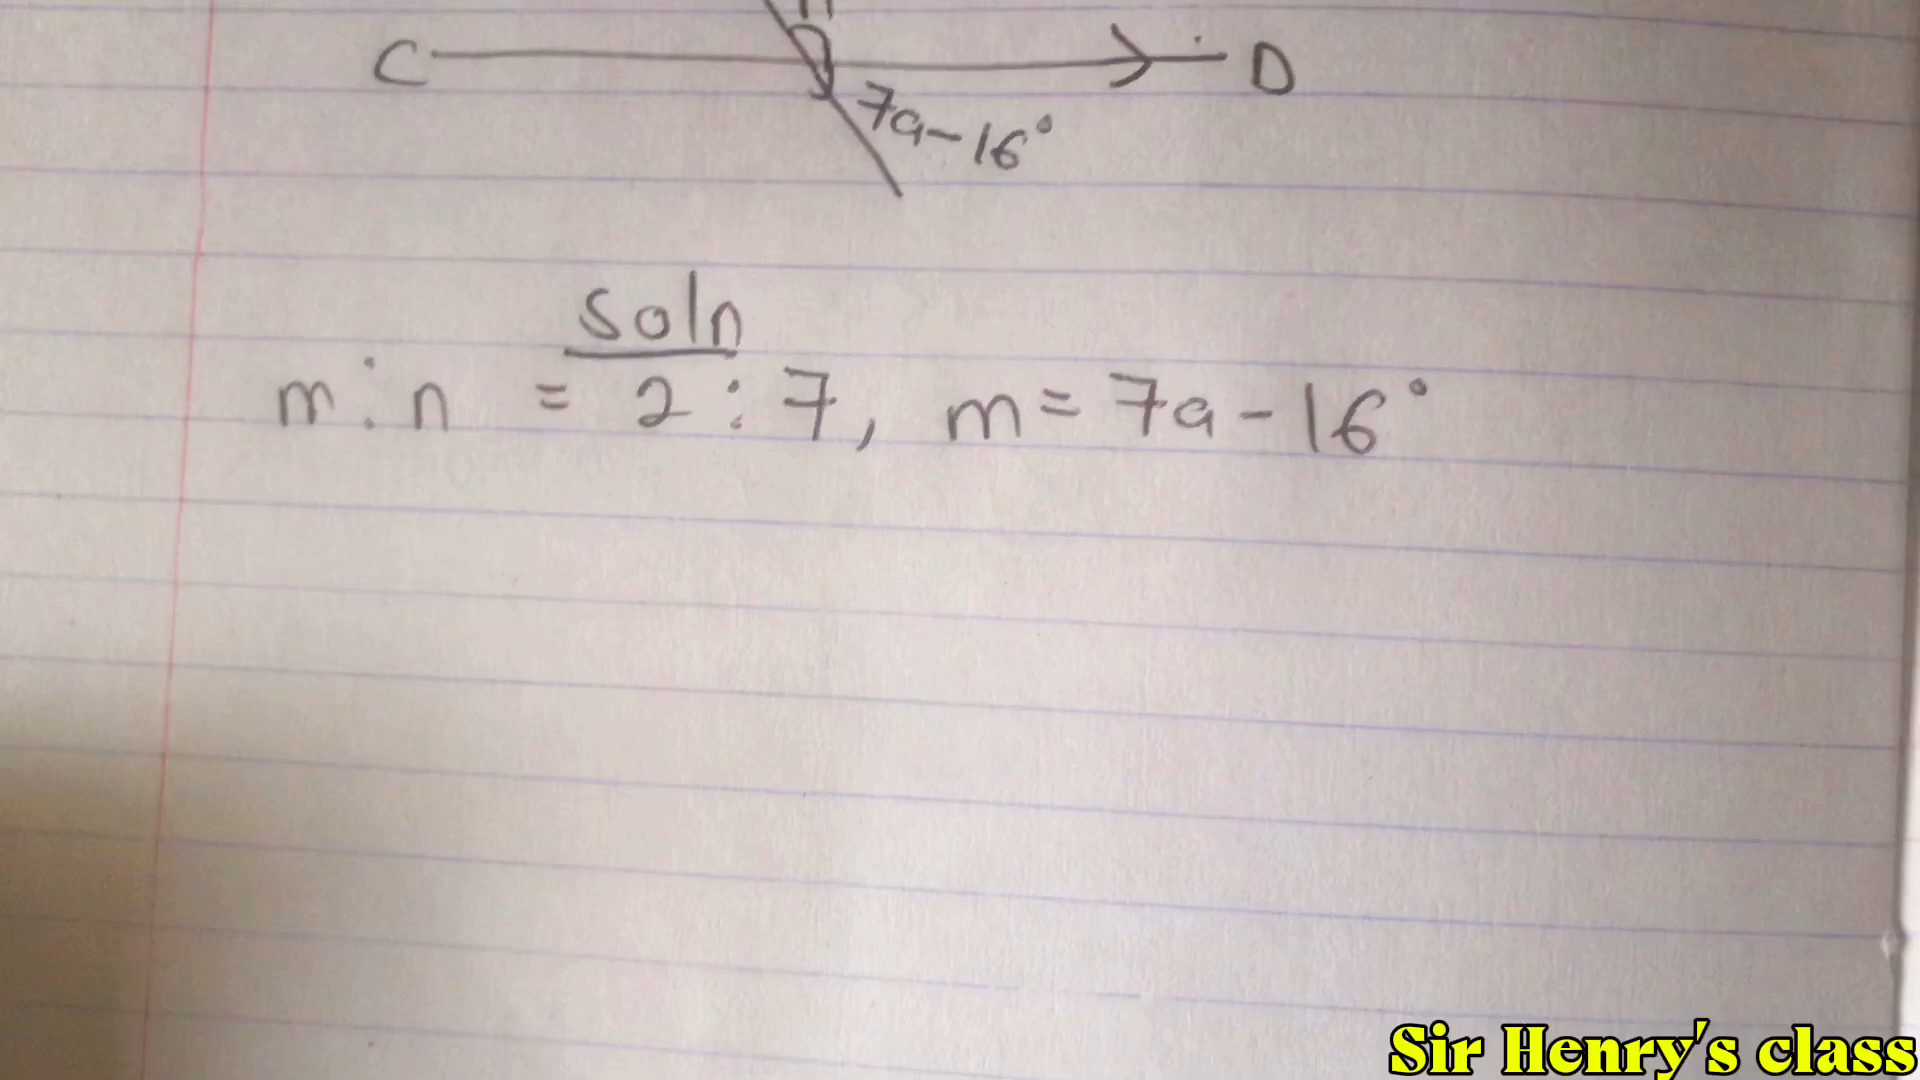 C D
7a-16°
soln
m : n = 2 : 7, m = 7a - 16°
Sir Henry's class